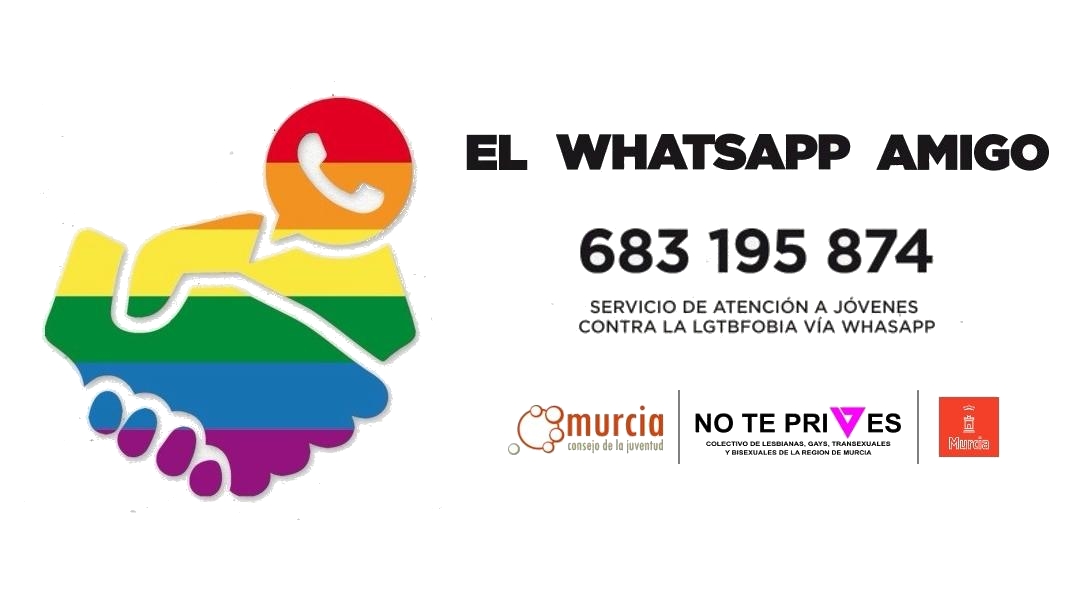 EL WHATSAPP AMIGO
683 195 874
SERVICIO DE ATENCIÓN A JÓVENES
CONTRA LA LGTBFOBIA VÍA WHASAPP
murcia
consejo de la juventud
NO TE PRIVES
COLECTIVO DE LESBIANAS, GAYS, TRANSEXUALES
Y BISEXUALES DE LA REGION DE MURCIA
Murcia